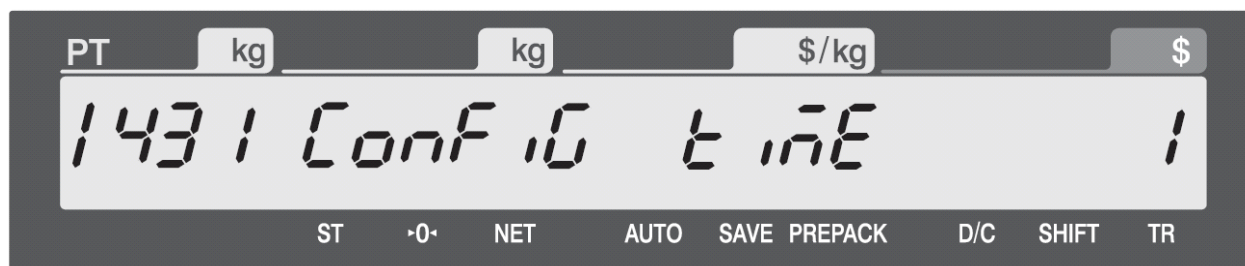 PT kg kg $/kg $
1431 ConFiG timE 1
ST ▸0◂ NET AUTO SAVE PREPACK D/C SHIFT TR